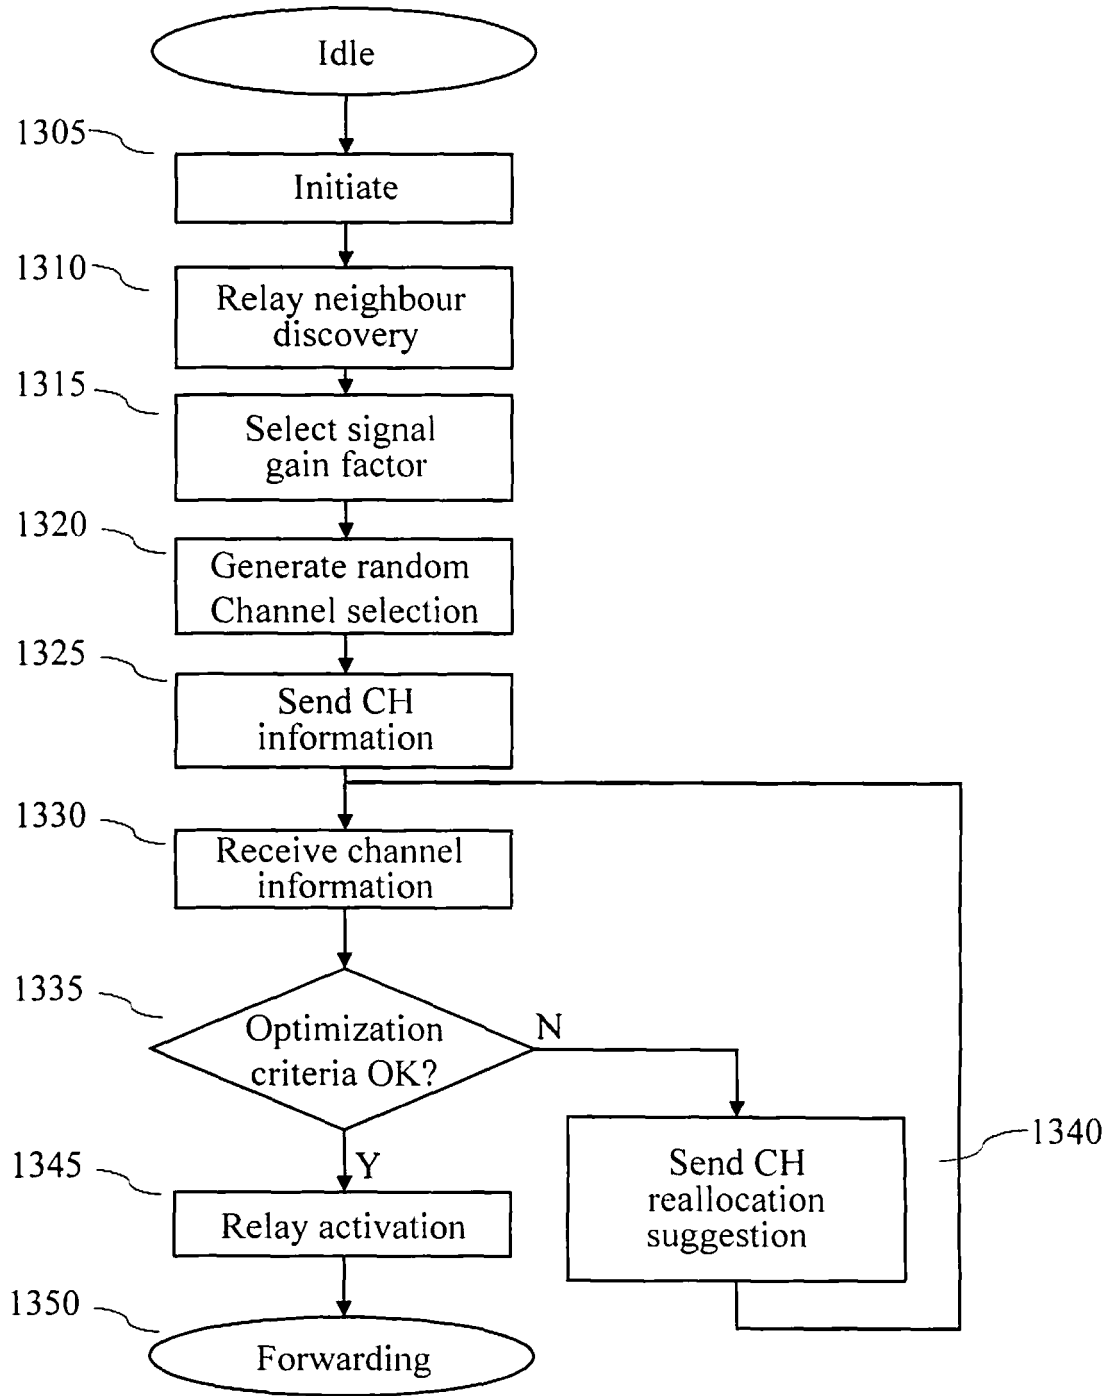 Idle
1305
Initiate
1310
Relay neighbour
discovery
1315
Select signal
gain factor
1320
Generate random
Channel selection
1325
Send CH
information
1330
Receive channel
information
1335
Optimization
criteria OK?
N
1340
Send CH
reallocation
suggestion
Y
1345
Relay activation
1350
Forwarding